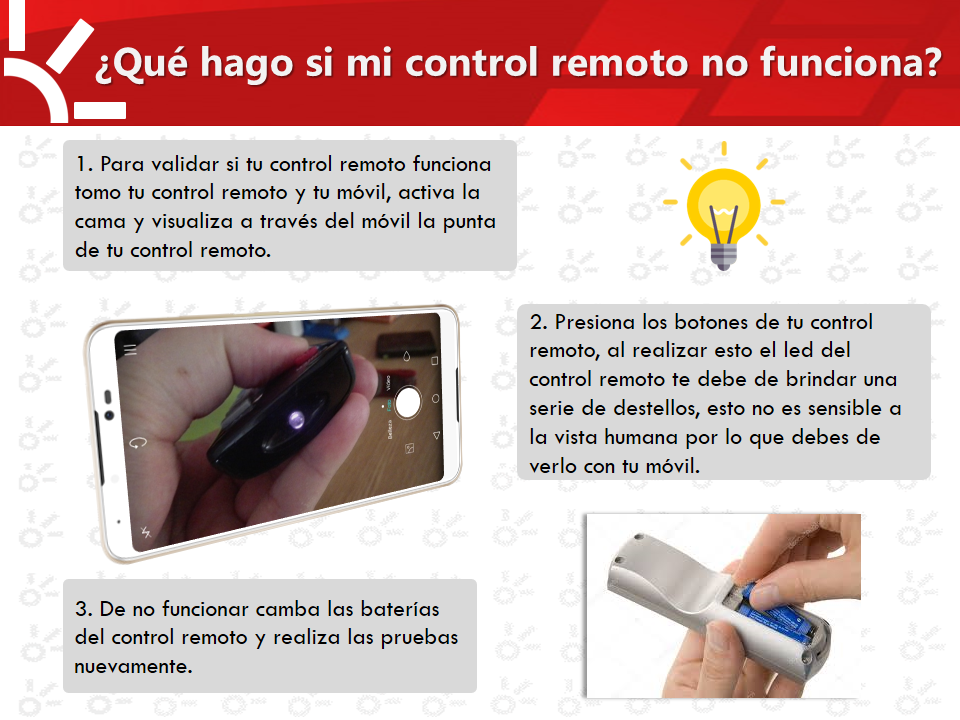 ¿Qué hago si mi control remoto no funciona?
1. Para validar si tu control remoto funciona
tomo tu control remoto y tu móvil, activa la
cama y visualiza a través del móvil la punta
de tu control remoto.
2. Presiona los botones de tu control
remoto, al realizar esto el led del
control remoto te debe de brindar una
serie de destellos, esto no es sensible a
la vista humana por lo que debes de
verlo con tu móvil.
Video
Foto
Belleza
3. De no funcionar camba las baterías
del control remoto y realiza las pruebas
nuevamente.